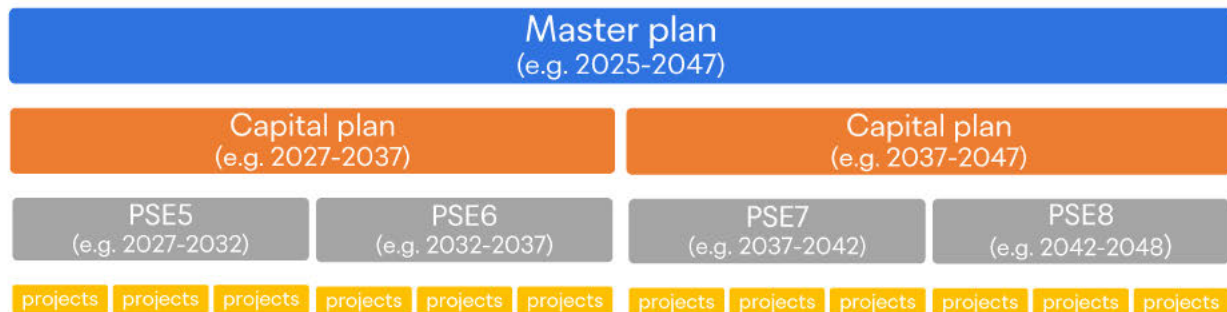 Master plan
(e.g. 2025-2047)
Capital plan
(e.g. 2027-2037)
Capital plan
(e.g. 2037-2047)
PSE5
(e.g. 2027-2032)
PSE6
(e.g. 2032-2037)
PSE7
(e.g. 2037-2042)
PSE8
(e.g. 2042-2048)
projects
projects
projects
projects
projects
projects
projects
projects
projects
projects
projects
projects